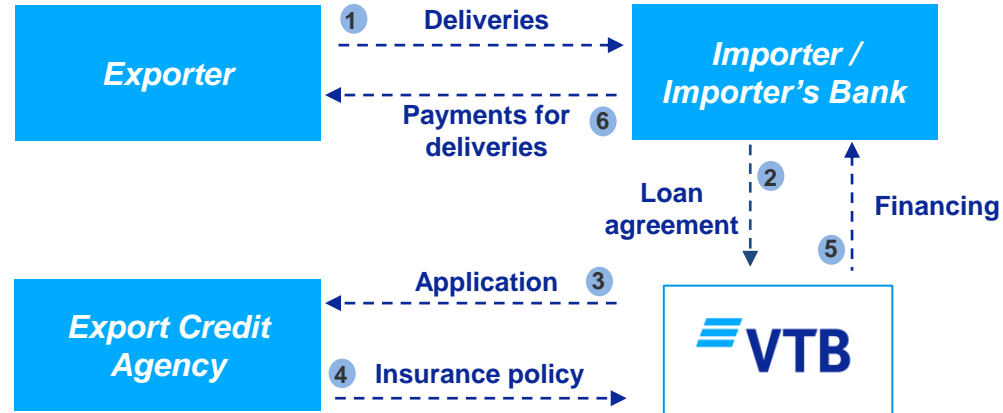 1 Deliveries
Exporter
Importer /
Importer's Bank
Payments for 6
deliveries
2
Loan
agreement
Financing
5
Application 3
Export Credit
Agency
VTB
4 Insurance policy